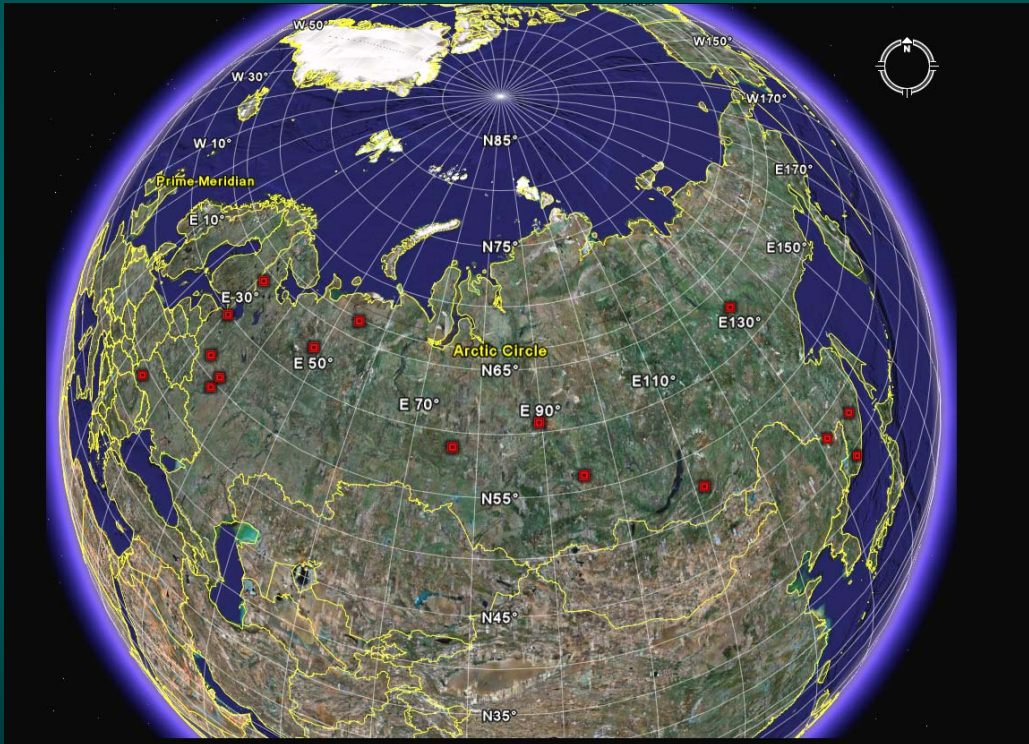 W 50°
W150°
N
W 30°
W170°
N85°
W 10°
E170°
Prime Meridian
E 10°
N75°
E150°
E 30°
E130°
Arctic Circle
E 50°
N65°
E110°
E 70°
E 90°
N55°
N45°
N35°